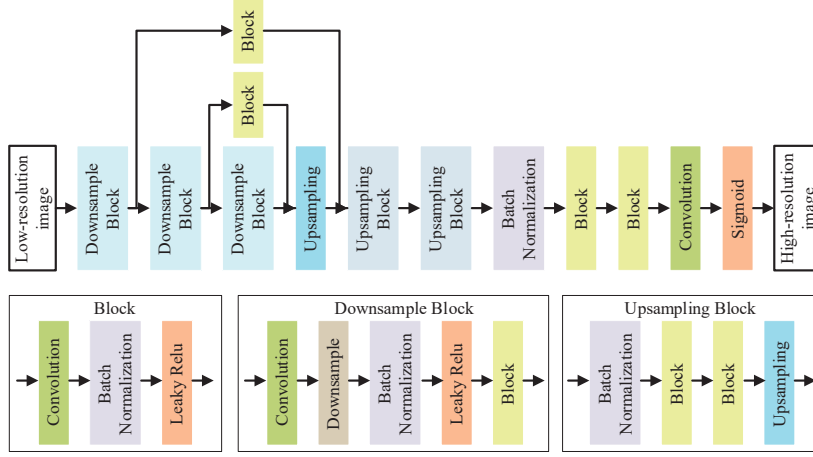 Block
Block
Low-resolution
image
Downsample
Block
Downsample
Block
Downsample
Block
Upsampling
Upsampling
Block
Upsampling
Block
Batch
Normalization
Block
Block
Convolution
Sigmoid
High-resolution
image
Block
Convolution
Batch
Normalization
Leaky Relu
Downsample Block
Convolution
Downsample
Batch
Normalization
Leaky Relu
Block
Upsampling Block
Batch
Normalization
Block
Block
Upsampling